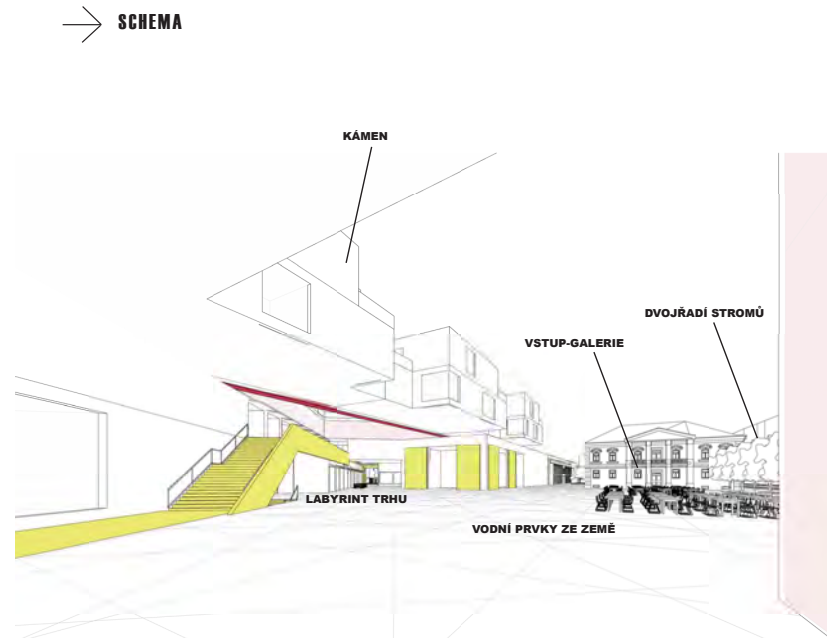 SCHEMA
KÁMEN
DVOJŘADÍ STROMŮ
VSTUP-GALERIE
LABYRINT TRHU
VODNÍ PRVKY ZE ZEMĚ